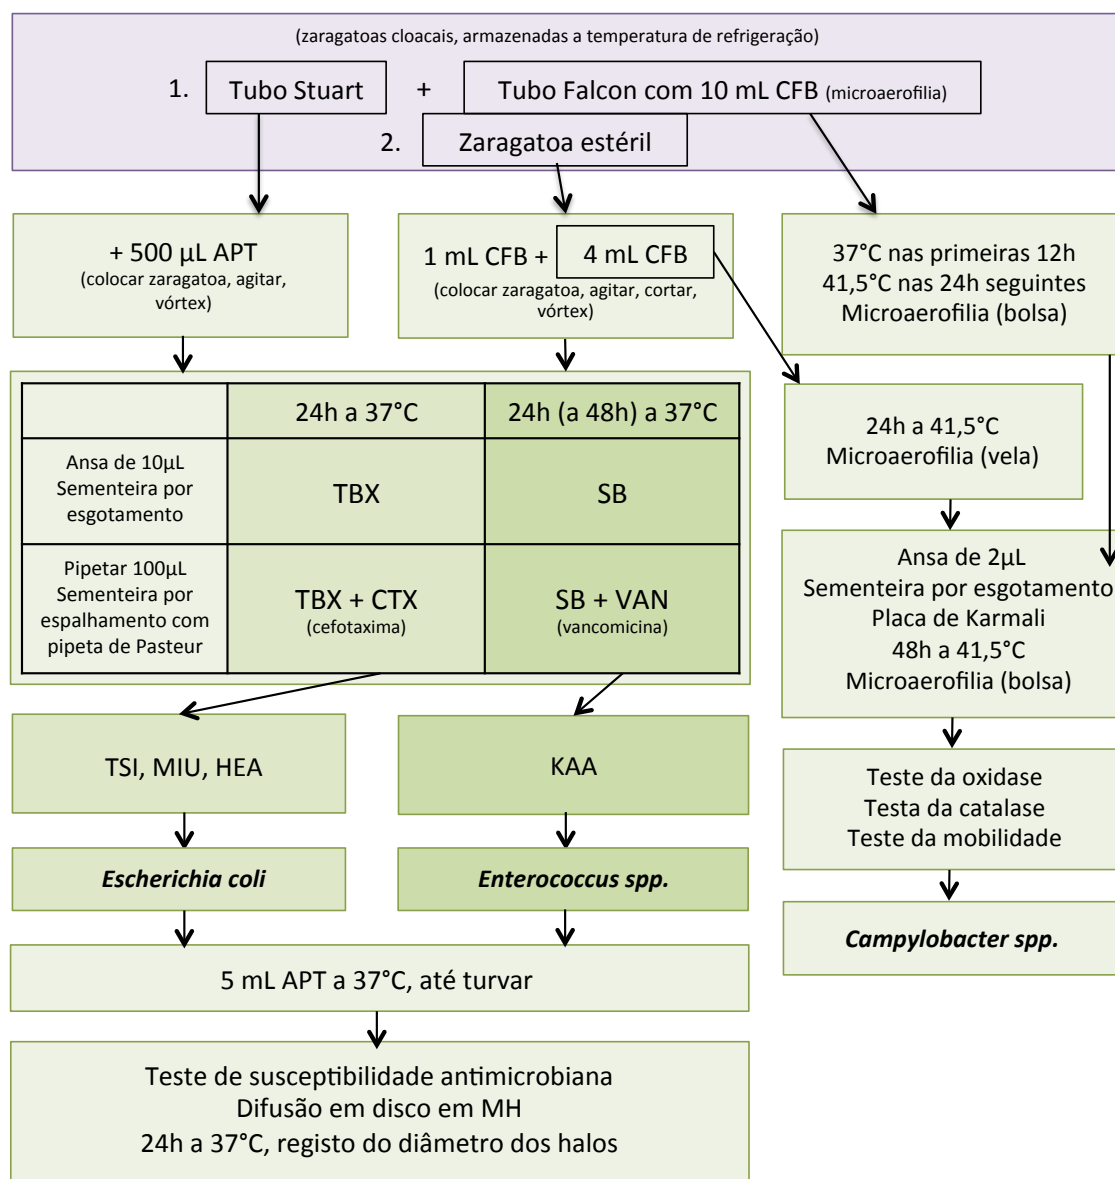 (zaragatoas cloacais, armazenadas a temperatura de refrigeração)
1. Tubo Stuart + Tubo Falcon com 10 mL CFB (microaerofilia)
2. Zaragatoa estéril
+ 500 µL APT
(colocar zaragatoa, agitar,
vórtex)
1 mL CFB + 4 mL CFB
(colocar zaragatoa, agitar, cortar,
vórtex)
37°C nas primeiras 12h
41,5°C nas 24h seguintes
Microaerofilia (bolsa)
24h a 37°C
24h (a 48h) a 37°C
Ansa de 10µL
Sementeira por
esgotamento
TBX
SB
Pipetar 100µL
Sementeira por
espalhamento com
pipeta de Pasteur
TBX + CTX
(cefotaxima)
SB + VAN
(vancomicina)
24h a 41,5°C
Microaerofilia (vela)
Ansa de 2µL
Sementeira por esgotamento
Placa de Karmali
48h a 41,5°C
Microaerofilia (bolsa)
TSI, MIU, HEA
KAA
Teste da oxidase
Testa da catalase
Teste da mobilidade
Escherichia coli
Enterococcus spp.
Campylobacter spp.
5 mL APT a 37°C, até turvar
Teste de susceptibilidade antimicrobiana
Difusão em disco em MH
24h a 37°C, registo do diâmetro dos halos